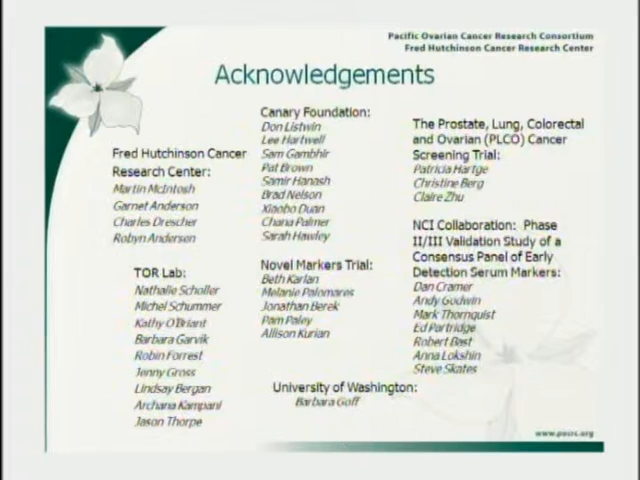 Pacific Ovarian Cancer Research Consortium
Fred Hutchinson Cancer Research Center
Acknowledgements
Fred Hutchinson Cancer
Research Center:
Martin McIntosh
Garnet Anderson
Charles Drescher
Robyn Andersen
TOR Lab:
Nathalie Scholler
Michel Schummer
Kathy O'Briant
Barbara Garvik
Robin Forrest
Jenny Gross
Lindsay Bergan
Archana Kampani
Jason Thorpe
Canary Foundation:
Don Listwin
Lee Hartwell
Sam Gambhir
Pat Brown
Samir Hanash
Brad Nelson
Xiaobo Duan
Chana Palmer
Sarah Hawley
Novel Markers Trial:
Beth Karlan
Melanie Palomares
Jonathan Berek
Pam Paley
Allison Kurian
University of Washington:
Barbara Goff
The Prostate, Lung, Colorectal
and Ovarian (PLCO) Cancer
Screening Trial:
Patricia Hartge
Christine Berg
Claire Zhu
NCI Collaboration: Phase
II/III Validation Study of a
Consensus Panel of Early
Detection Serum Markers:
Dan Cramer
Andy Godwin
Mark Thornquist
Ed Partridge
Robert Bast
Anna Lokshin
Steve Skates
www.pocrc.org